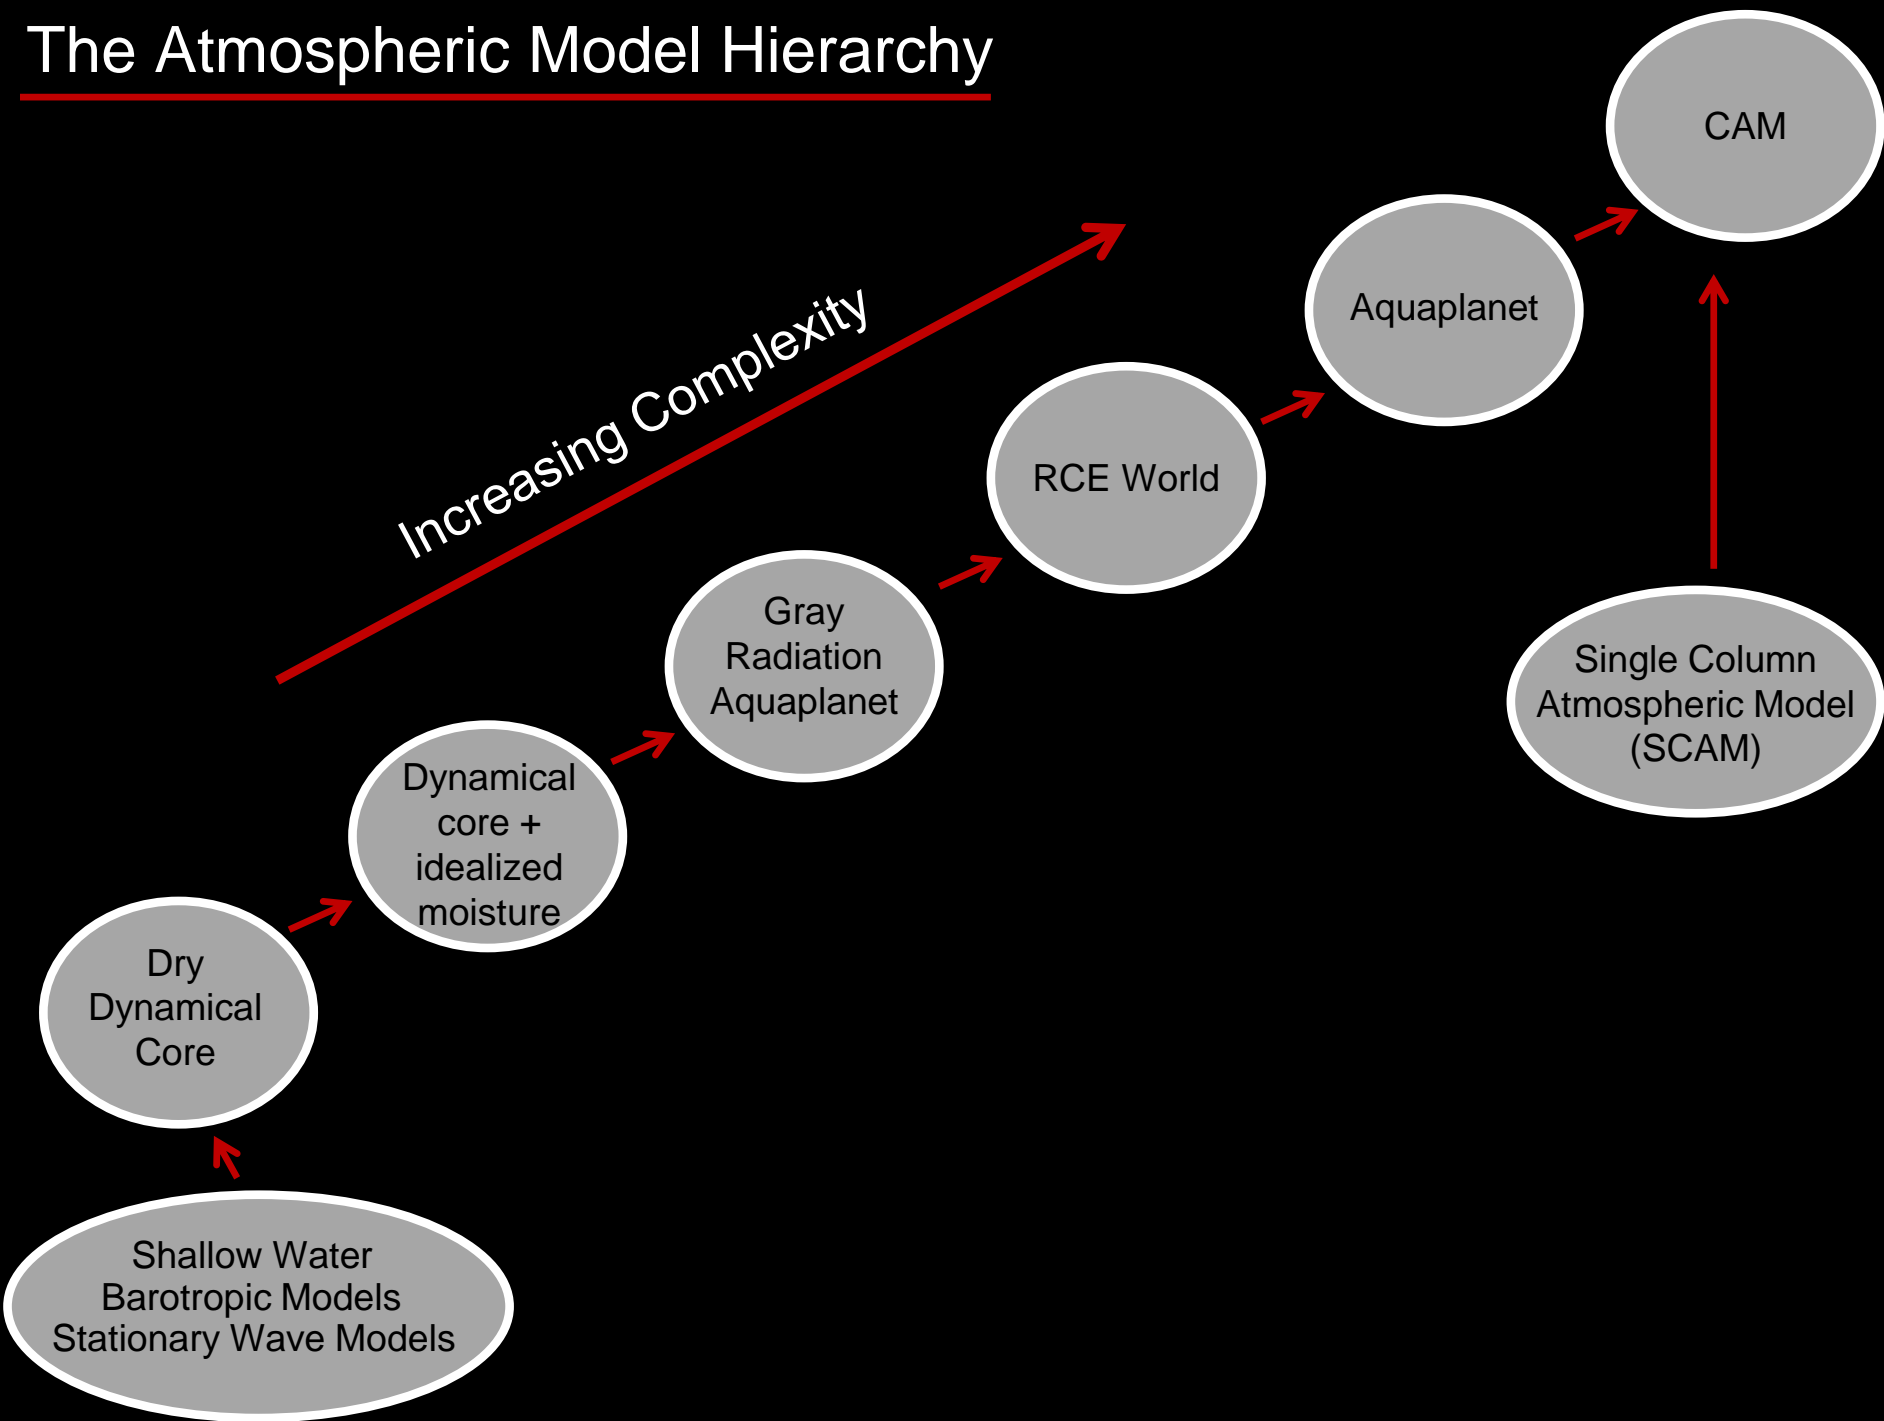 The Atmospheric Model Hierarchy
CAM
Aquaplanet
Increasing Complexity
RCE World
Gray
Radiation
Aquaplanet
Single Column
Atmospheric Model
(SCAM)
Dynamical
core +
idealized
moisture
Dry
Dynamical
Core
Shallow Water
Barotropic Models
Stationary Wave Models